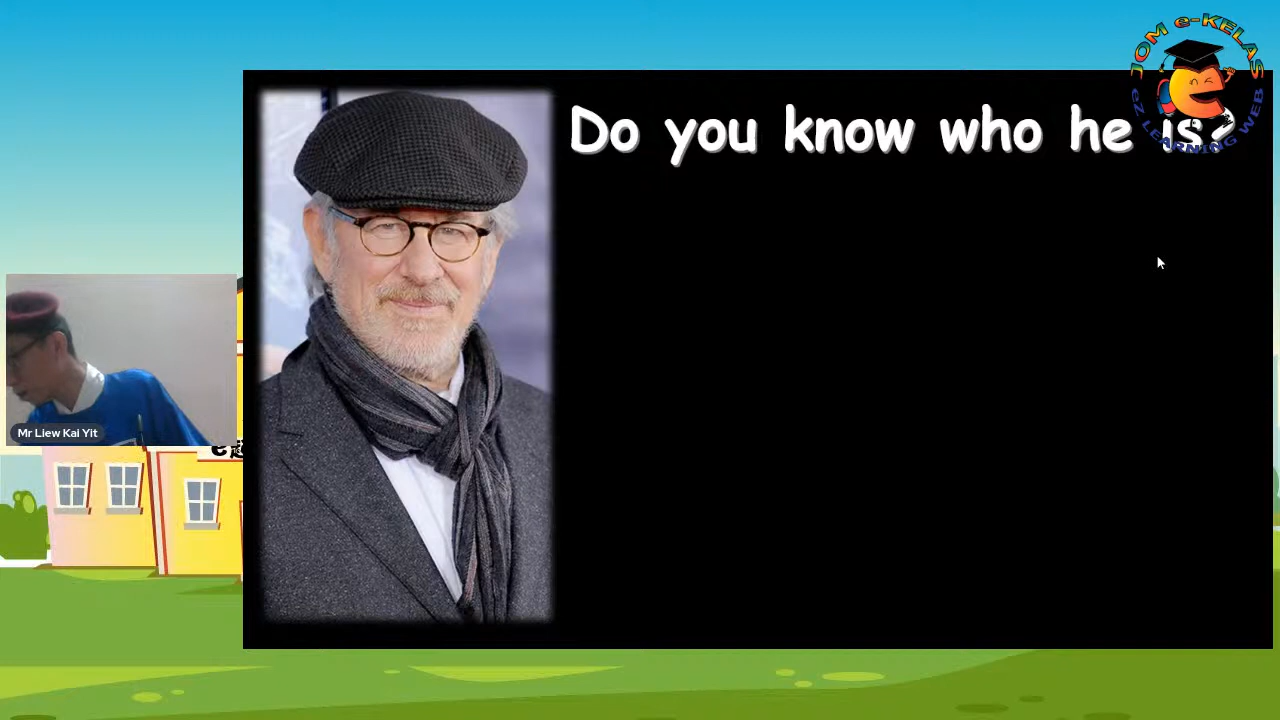 JOM e-KELAS
EZ LEARNING WEB
Do you know who he is?
Mr Liew Kai Yit